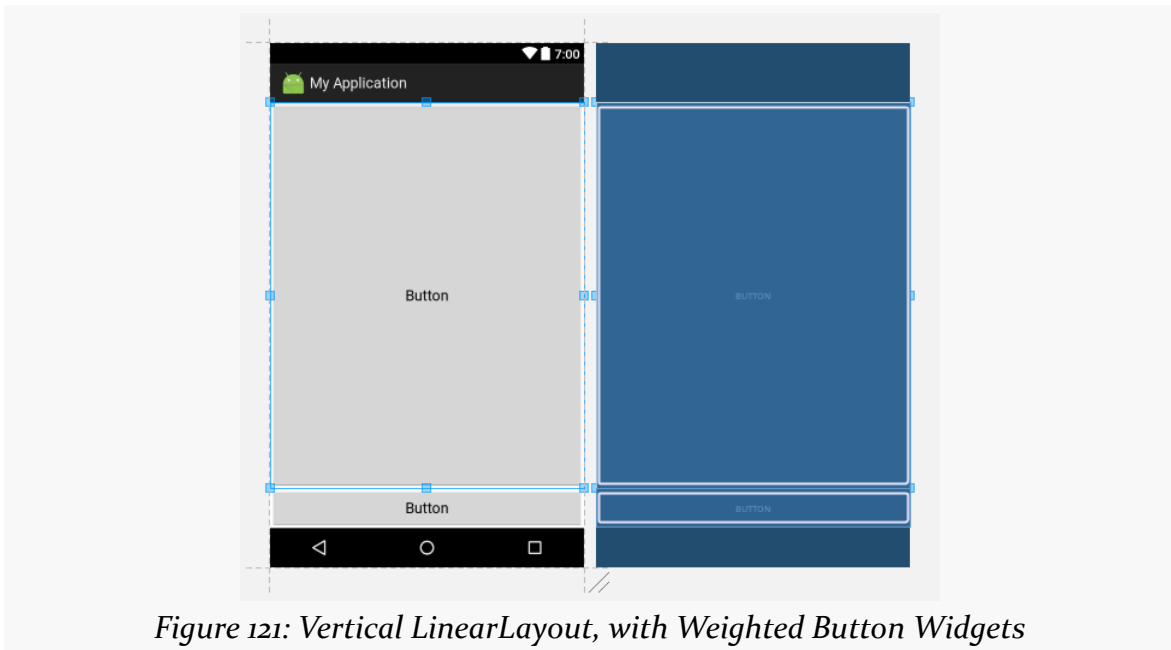 7:00
My Application
Button
BUTTON
Button
BUTTON
Figure 121: Vertical LinearLayout, with Weighted Button Widgets